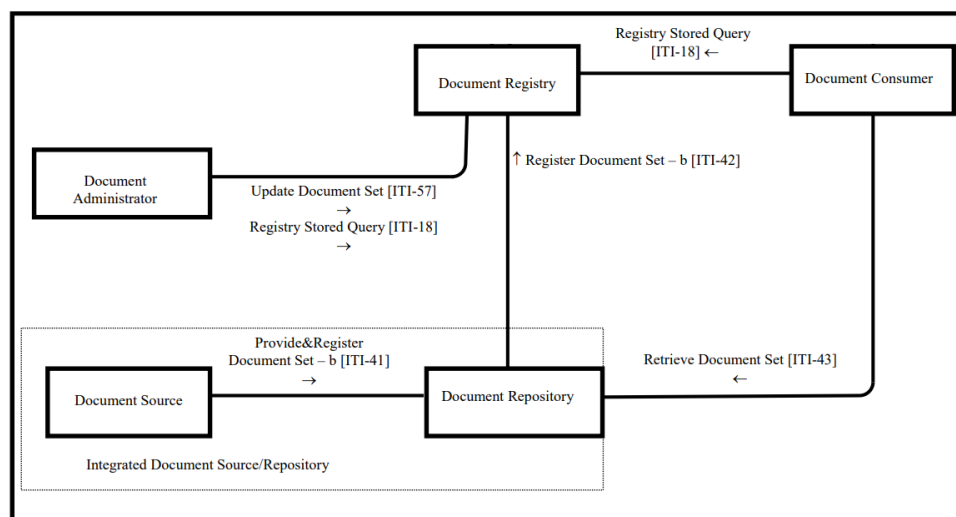 Registry Stored Query
[ITI-18] ←
Document Registry
Document Consumer
↑ Register Document Set – b [ITI-42]
Document
Administrator
Update Document Set [ITI-57]
→
Registry Stored Query [ITI-18]
→
Provide&Register
Document Set – b [ITI-41]
→
Retrieve Document Set [ITI-43]
←
Document Source
Document Repository
Integrated Document Source/Repository